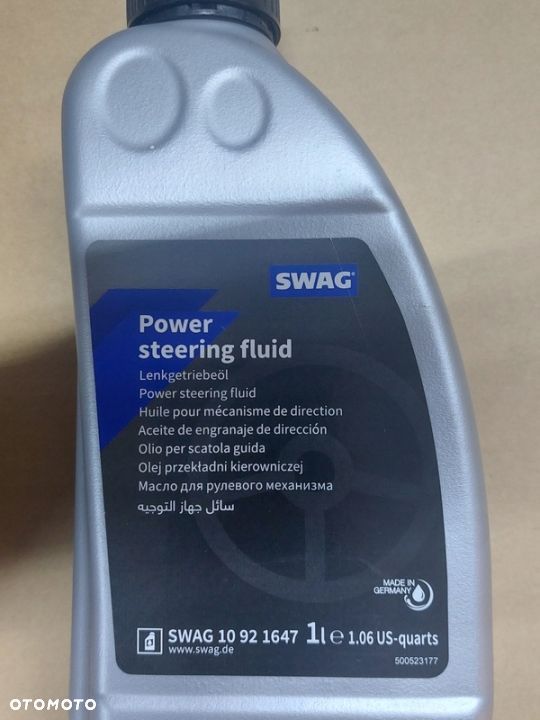 SWAG
Power
steering fluid
Lenkgetriebeöl
Power steering fluid
Huile pour mécanisme de direction
Aceite de engranaje de dirección
Olio per scatola guida
Olej przekładni kierowniczej
Масло для рулевого механизма
سائل جهاز التوجيه
MADE IN
GERMANY
SWAG 10 92 1647 1l e 1.06 US-quarts
www.swag.de
500523177
OTOMOTO